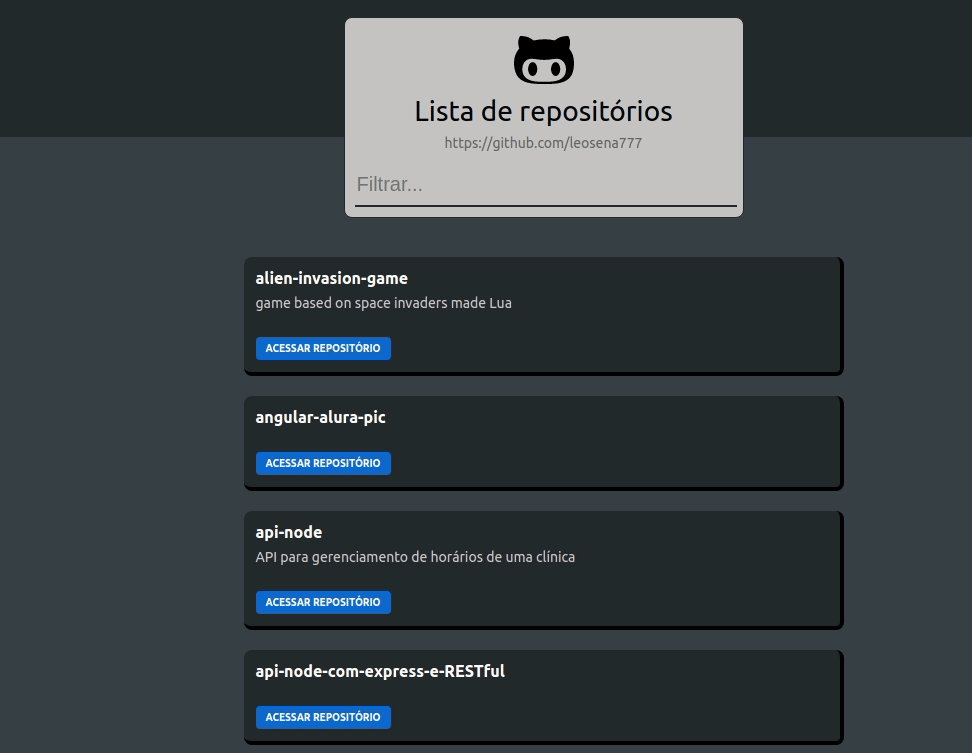 Lista de repositórios
https://github.com/leosena777
Filtrar...
alien-invasion-game
game based on space invaders made Lua
ACESSAR REPOSITÓRIO
angular-alura-pic
ACESSAR REPOSITÓRIO
api-node
API para gerenciamento de horários de uma clínica
ACESSAR REPOSITÓRIO
api-node-com-express-e-RESTful
ACESSAR REPOSITÓRIO